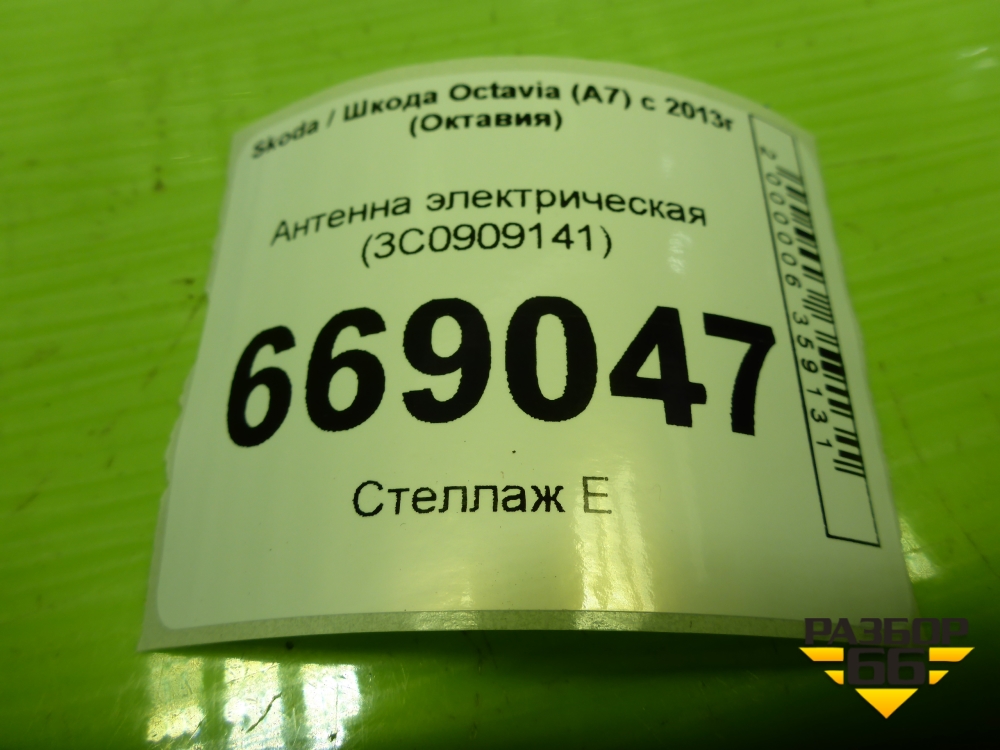 Skoda / Шкода Octavia (A7) с 2013г
(Октавия)
Антенна электрическая
(3C0909141)
669047
Стеллаж Е
2000006359131
РАЗБОР
66